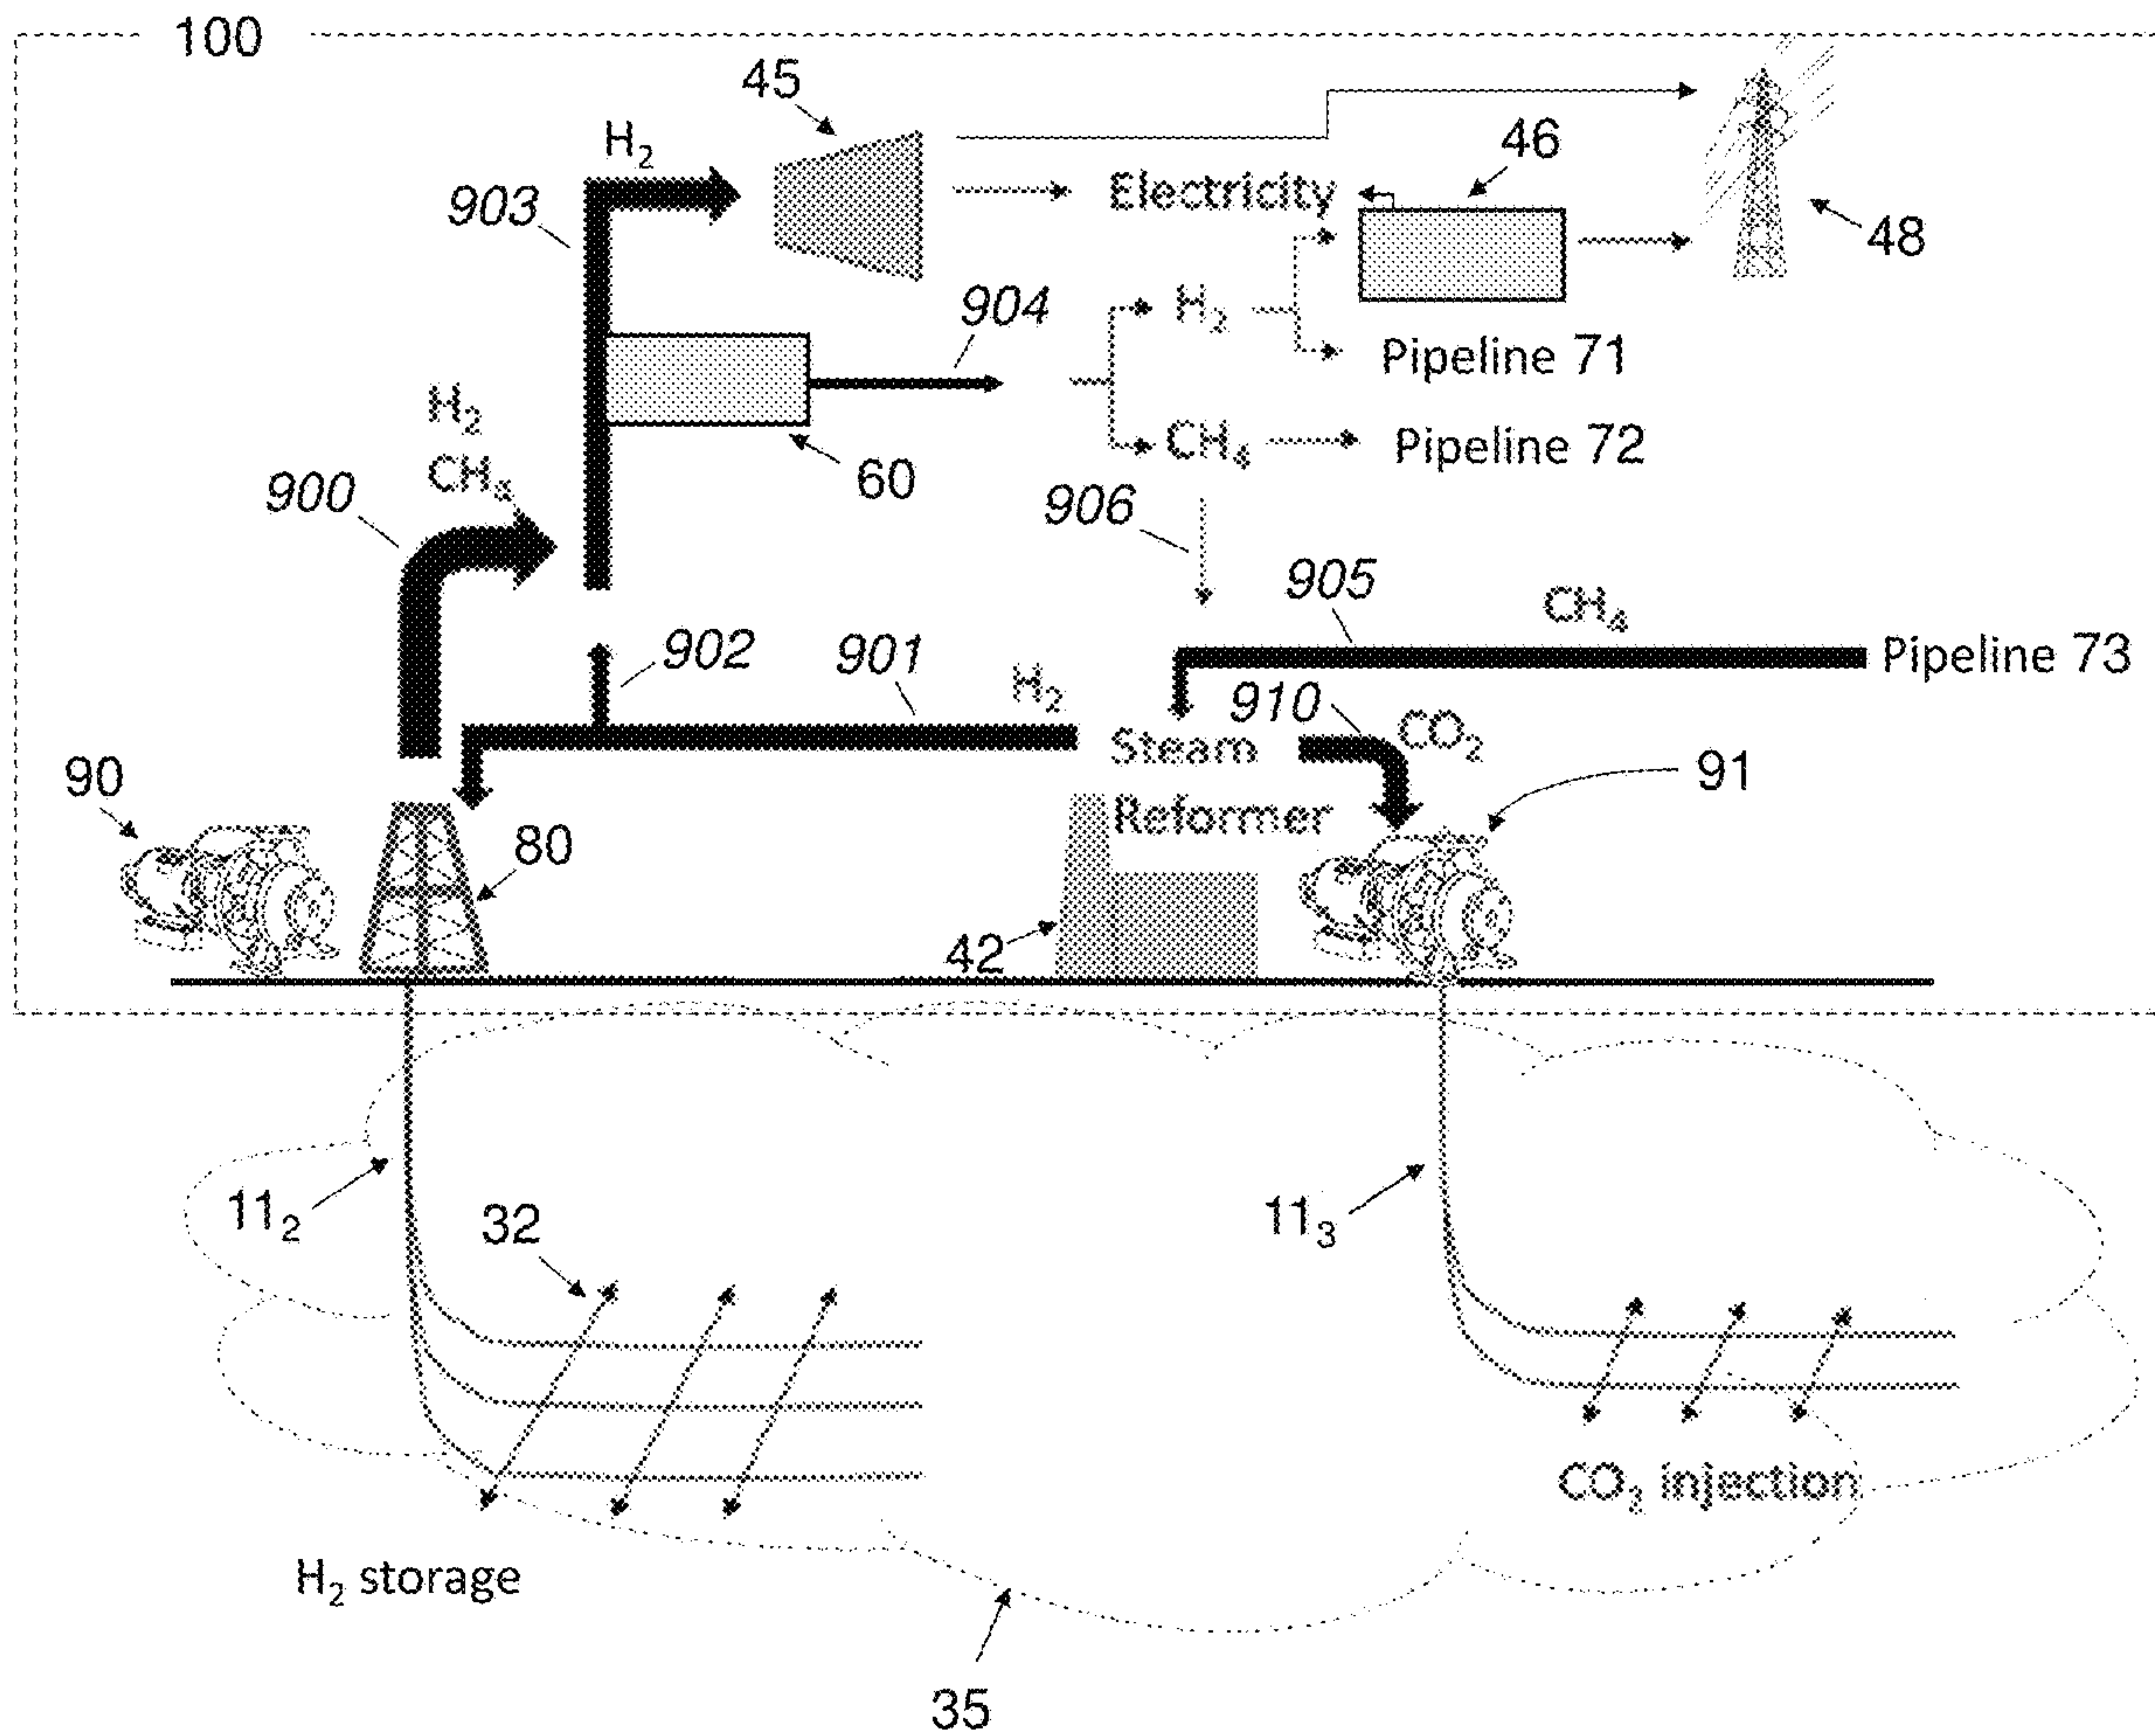 100
45
H₂
46
903
Electricity
48
904
H₂
Pipeline 71
H₂
CH₄
CH₄
Pipeline 72
60
900
906
905
CH₄
902
901
H₂
Pipeline 73
910
CO₂
Steam
Reformer
91
90
80
42
11₂
11₃
32
CO₂ injection
H₂ storage
35